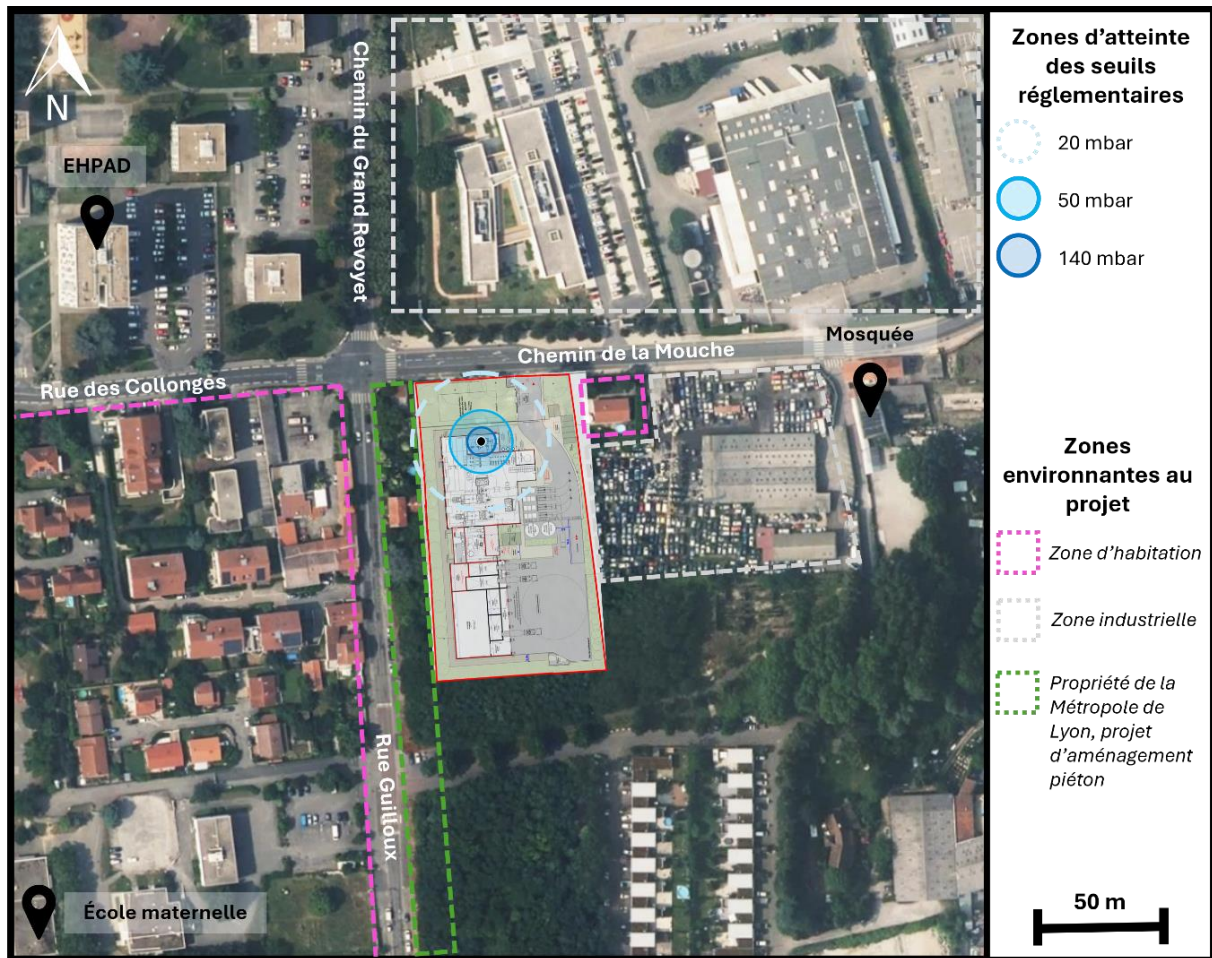 N
EHPAD
Chemin du Grand Revoyet
Mosquée
Chemin de la Mouche
Rue des Collonges
Rue Guilloux
École maternelle
Zones d’atteinte
des seuils
réglementaires
20 mbar
50 mbar
140 mbar
Zones
environnantes au
projet
Zone d’habitation
Zone industrielle
Propriété de la
Métropole de
Lyon, projet
d’aménagement
piéton
50 m